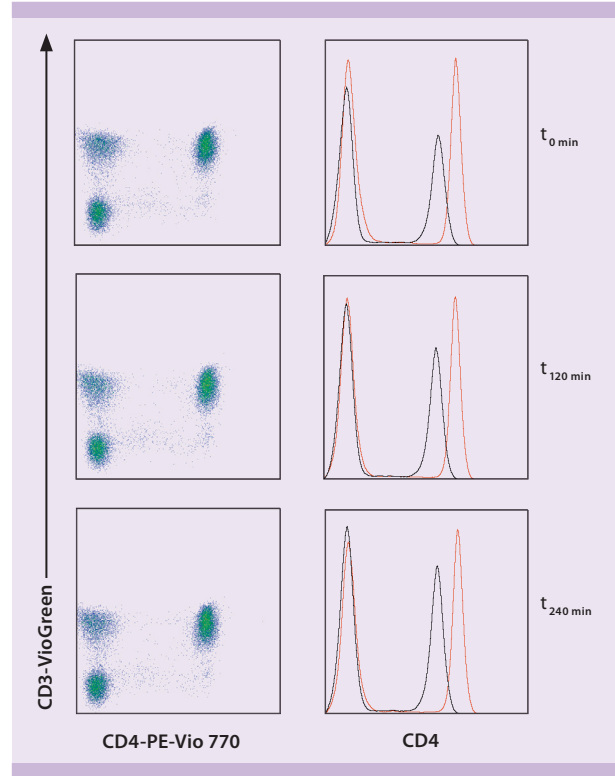 t0 min
t120 min
t240 min
CD3-VioGreen
CD4-PE-Vio 770
CD4